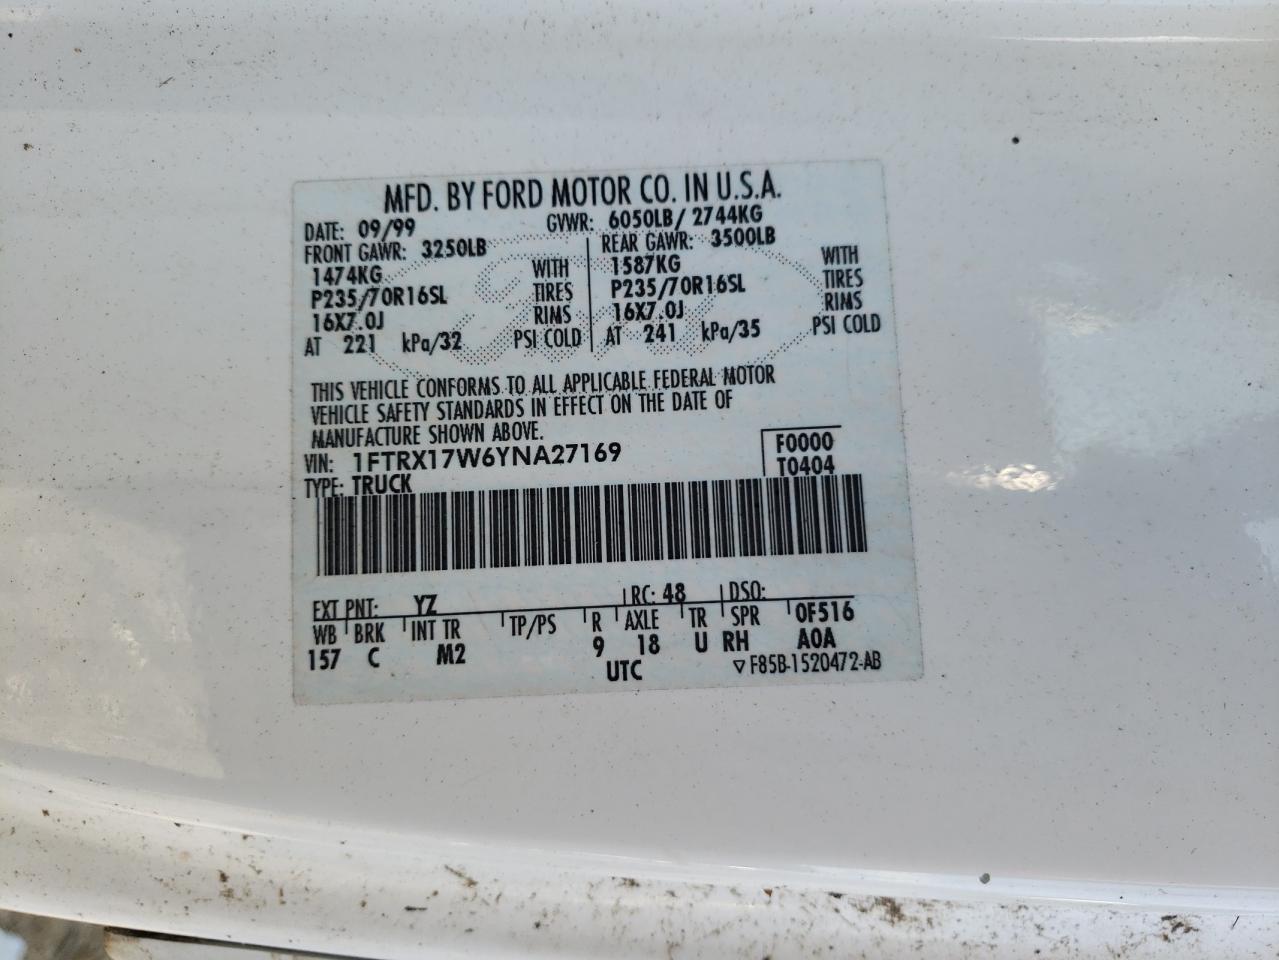 MFD. BY FORD MOTOR CO. IN U.S.A.
DATE: 09/99 GVWR: 6050LB/ 2744KG
FRONT GAWR: 3250LB REAR GAWR: 3500LB
1474KG WITH 1587KG WITH
P235/70R16SL TIRES P235/70R16SL TIRES
16X7.0J RIMS 16X7.0J RIMS
AT 221 kPa/32 PSI COLD AT 241 kPa/35 PSI COLD
THIS VEHICLE CONFORMS TO ALL APPLICABLE FEDERAL MOTOR
VEHICLE SAFETY STANDARDS IN EFFECT ON THE DATE OF
MANUFACTURE SHOWN ABOVE.
VIN: 1FTRX17W6YNA27169 F0000
TYPE: TRUCK T0404
EXT PNT: YZ RC: 48 DSO:
WB BRK INT TR TP/PS R AXLE TR SPR 0F516
157 C M2 9 18 U RH A0A
UTC ▽F85B-1520472-AB